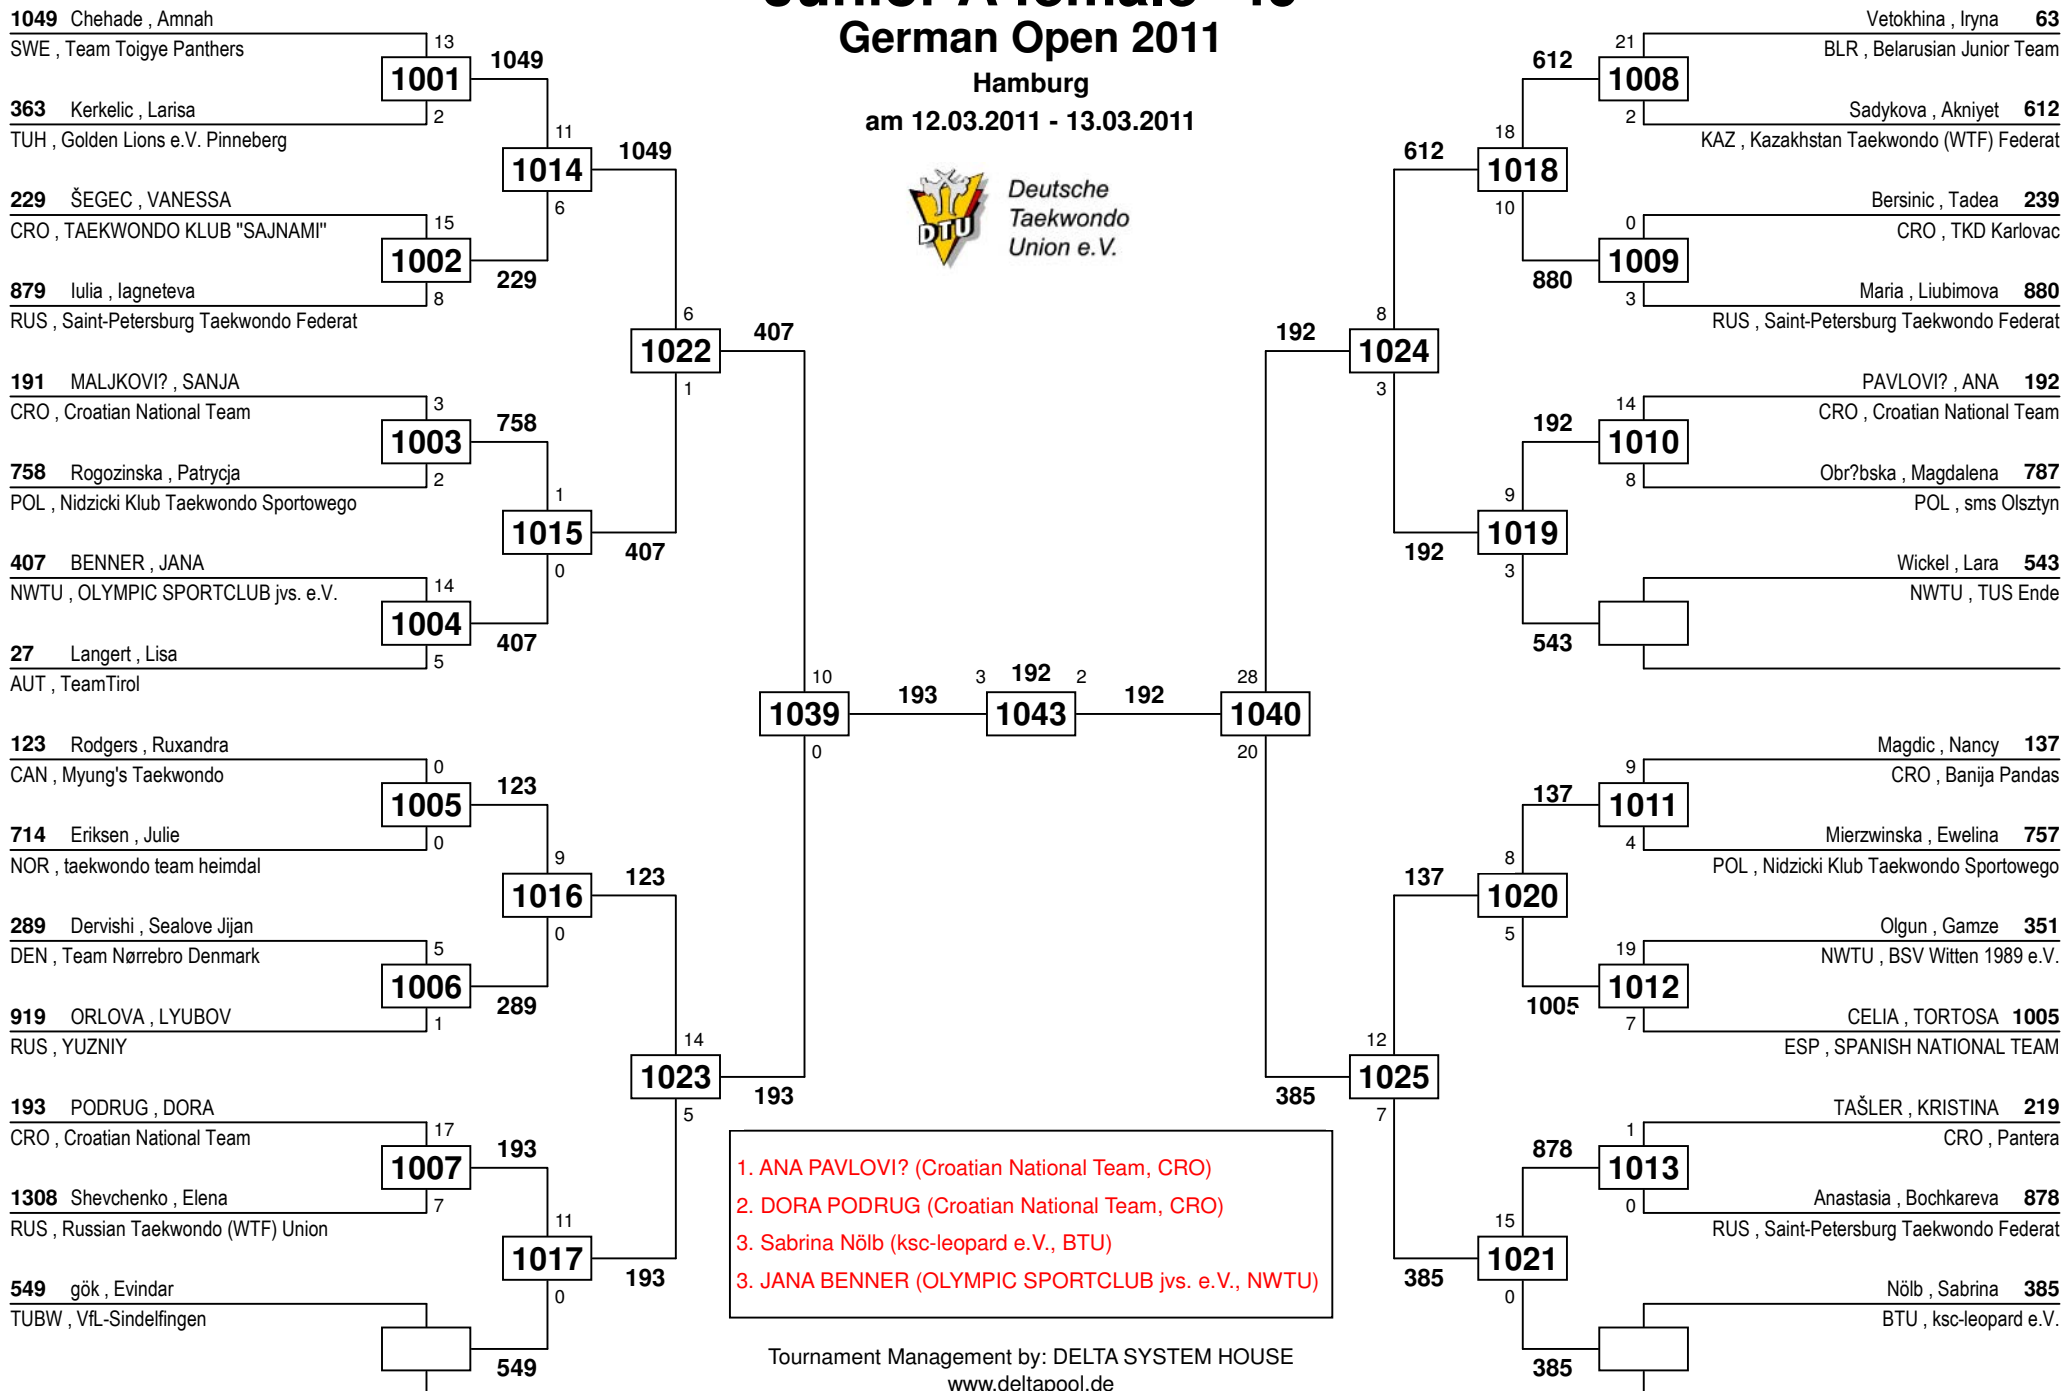 German Open 2011
Hamburg
am 12.03.2011 - 13.03.2011
DTU
Deutsche
Taekwondo
Union e.V.
1049 Chehade , Amnah
SWE , Team Toigye Panthers
13
1001
1049
363 Kerkelic , Larisa
2
TUH , Golden Lions e.V. Pinneberg
11
1014
1049
229 ŠEGEC , VANESSA
6
CRO , TAEKWONDO KLUB "SAJNAMI"
15
1002
229
879 Iulia , Iagneteva
8
RUS , Saint-Petersburg Taekwondo Federat
6
1022
407
191 MALJKOVI? , SANJA
1
CRO , Croatian National Team
3
1003
758
758 Rogozinska , Patrycja
2
POL , Nidzicki Klub Taekwondo Sportowego
1
1015
407
407 BENNER , JANA
0
NWTU , OLYMPIC SPORTCLUB jvs. e.V.
14
1004
407
27 Langert , Lisa
5
AUT , TeamTirol
10
1039
193
0
123 Rodgers , Ruxandra
CAN , Myung's Taekwondo
0
1005
123
714 Eriksen , Julie
0
NOR , taekwondo team heimdal
9
1016
123
289 Dervishi , Sealove Jijan
0
DEN , Team Nørrebro Denmark
5
1006
289
919 ORLOVA , LYUBOV
1
RUS , YUZNIY
14
1023
193
193 PODRUG , DORA
5
CRO , Croatian National Team
17
1007
193
1308 Shevchenko , Elena
7
RUS , Russian Taekwondo (WTF) Union
11
1017
193
549 gök , Evindar
0
TUBW , VfL-Sindelfingen
549
3 192 2
1043
192
Vetokhina , Iryna 63
BLR , Belarusian Junior Team
21
612
1008
Sadykova , Akniyet 612
2
KAZ , Kazakhstan Taekwondo (WTF) Federat
18
612
1018
Bersinic , Tadea 239
10
CRO , TKD Karlovac
0
880
1009
Maria , Liubimova 880
3
RUS , Saint-Petersburg Taekwondo Federat
8
192
1024
PAVLOVI? , ANA 192
3
CRO , Croatian National Team
14
192
1010
Obr?bska , Magdalena 787
8
POL , sms Olsztyn
9
192
1019
Wickel , Lara 543
3
NWTU , TUS Ende
543
28
1040
20
Magdic , Nancy 137
CRO , Banija Pandas
9
137
1011
Mierzwinska , Ewelina 757
4
POL , Nidzicki Klub Taekwondo Sportowego
8
137
1020
Olgun , Gamze 351
5
NWTU , BSV Witten 1989 e.V.
19
1005
1012
CELIA , TORTOSA 1005
7
ESP , SPANISH NATIONAL TEAM
12
385
1025
TAŠLER , KRISTINA 219
7
CRO , Pantera
1
878
1013
Anastasia , Bochkareva 878
0
RUS , Saint-Petersburg Taekwondo Federat
15
385
1021
Nölb , Sabrina 385
0
BTU , ksc-leopard e.V.
385
1. ANA PAVLOVI? (Croatian National Team, CRO)
2. DORA PODRUG (Croatian National Team, CRO)
3. Sabrina Nölb (ksc-leopard e.V., BTU)
3. JANA BENNER (OLYMPIC SPORTCLUB jvs. e.V., NWTU)
Tournament Management by: DELTA SYSTEM HOUSE
www.deltapool.de